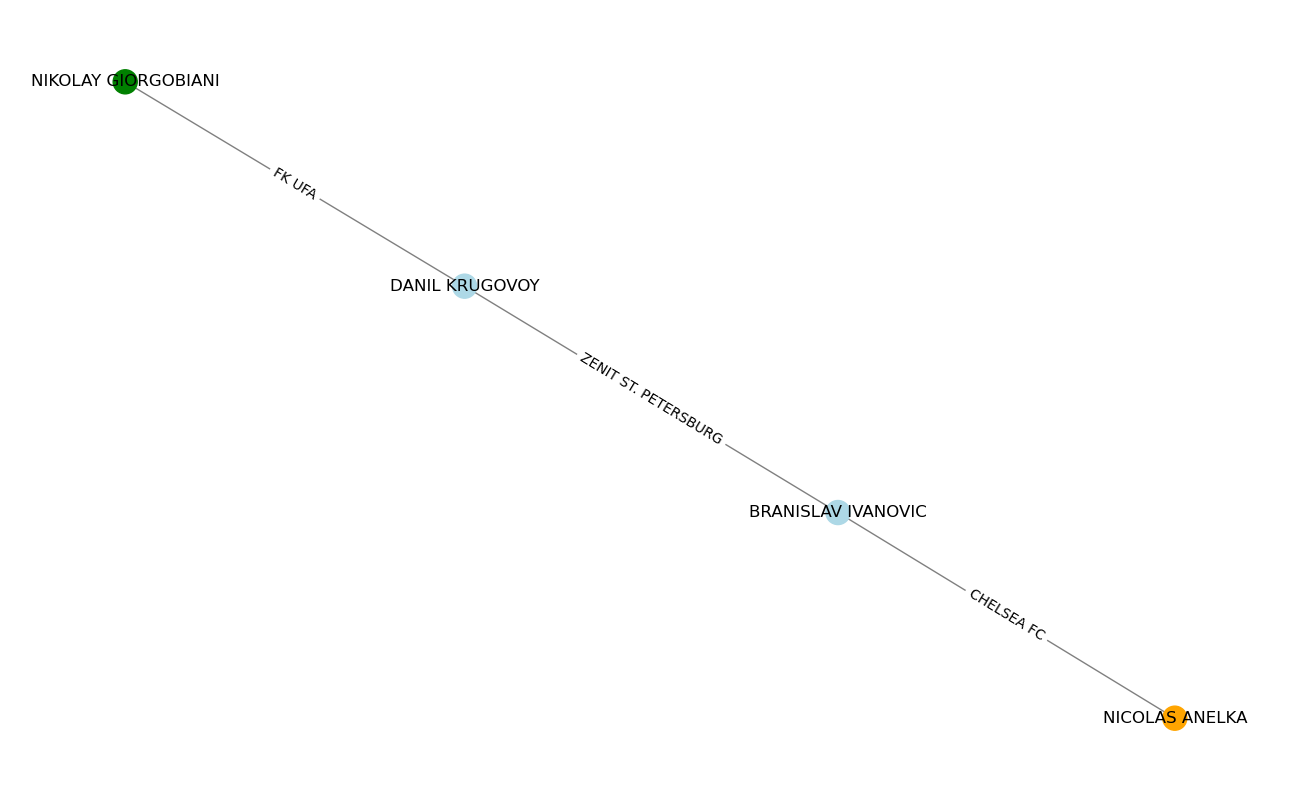 NIKOLAY GIORGOBIANI
FK UFA
DANIL KRUGOVOY
ZENIT ST. PETERSBURG
BRANISLAV IVANOVIC
CHELSEA FC
NICOLAS ANELKA